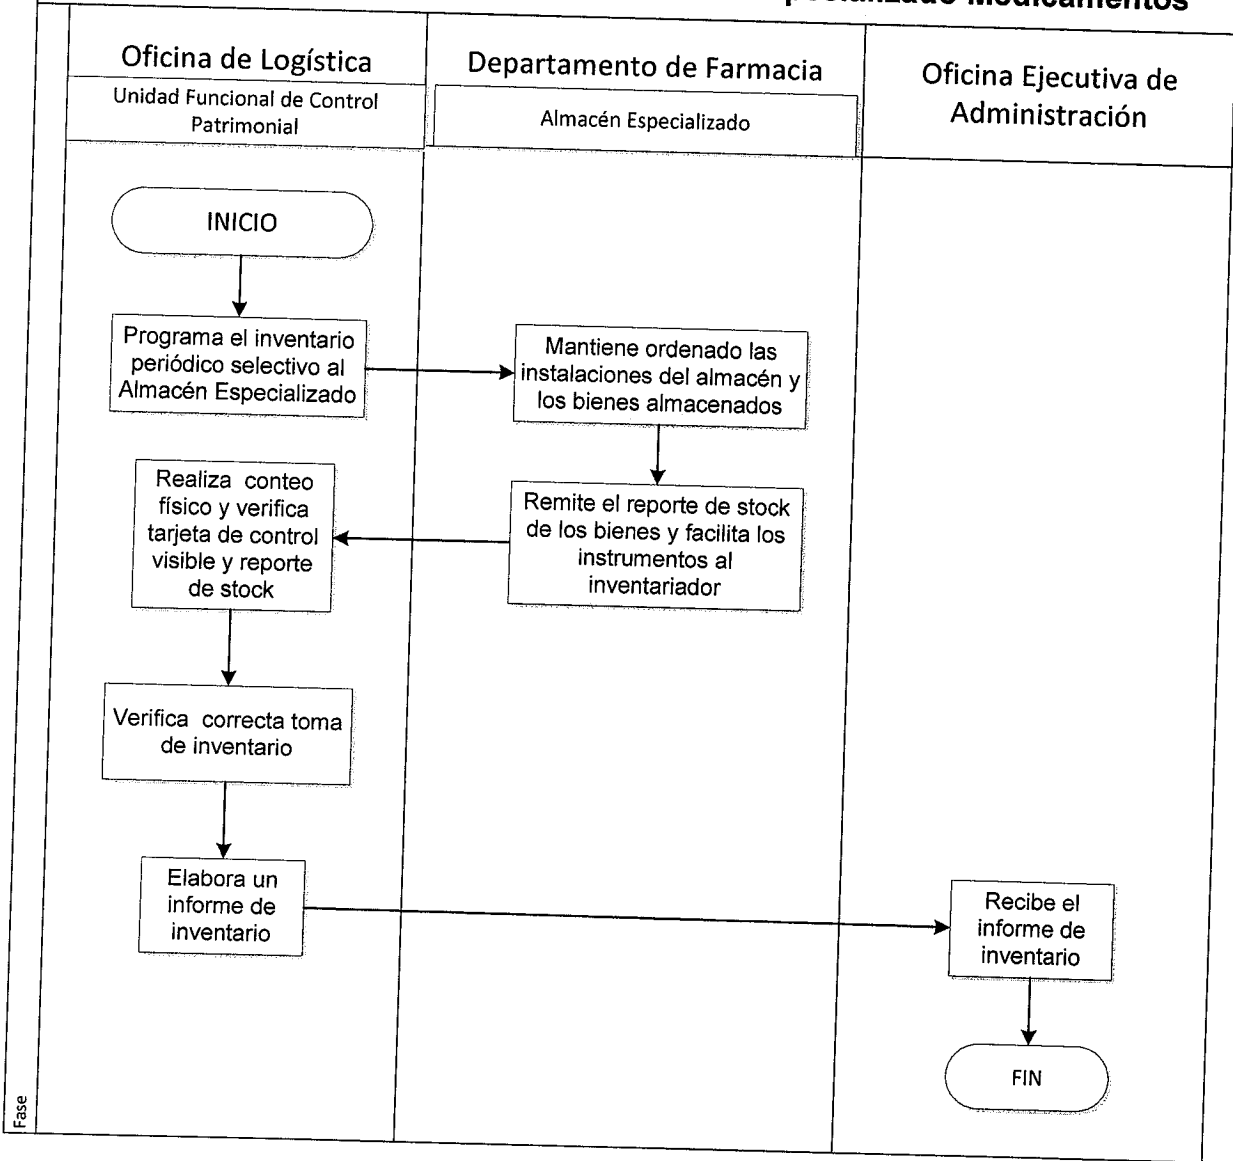 Medicamentos
Oficina de Logística
Unidad Funcional de Control
Patrimonial
Departamento de Farmacia
Almacén Especializado
Oficina Ejecutiva de
Administración
INICIO
Programa el inventario
periódico selectivo al
Almacén Especializado
Mantiene ordenado las
instalaciones del almacén y
los bienes almacenados
Realiza conteo
físico y verifica
tarjeta de control
visible y reporte
de stock
Remite el reporte de stock
de los bienes y facilita los
instrumentos al
inventariador
Verifica correcta toma
de inventario
Elabora un
informe de
inventario
Recibe el
informe de
inventario
FIN
Fase